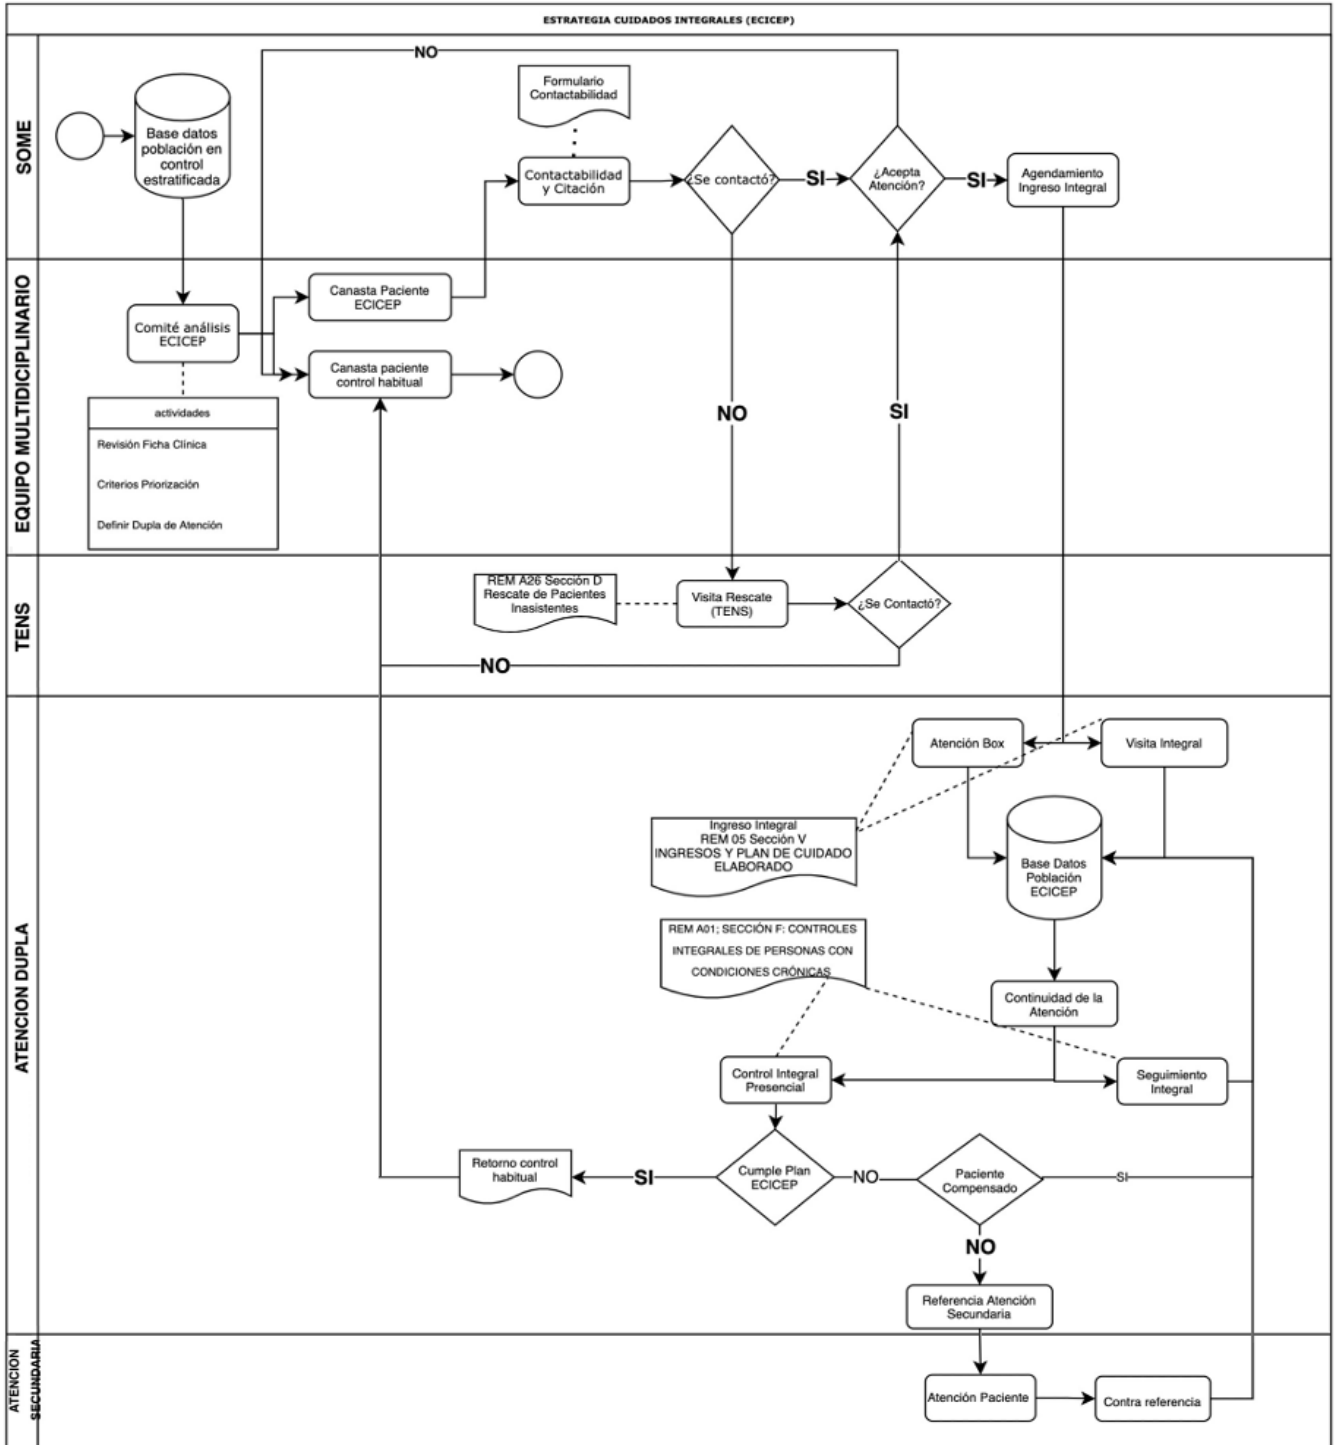 ESTRATEGIA CUIDADOS INTEGRALES (ECICEP)
SOME
NO
Formulario
Contactabilidad
Base datos
población en
control
estratificada
Contactabilidad
y Citación
¿Se contactó?
SI
¿Acepta
Atención?
SI
Agendamiento
Ingreso Integral
EQUIPO MULTIDICIPLINARIO
Canasta Paciente
ECICEP
Comité análisis
ECICEP
Canasta paciente
control habitual
actividades
Revisión Ficha Clínica
Criterios Priorización
Definir Dupla de Atención
NO
SI
TENS
REM A26 Sección D
Rescate de Pacientes
Inasistentes
Visita Rescate
(TENS)
¿Se Contactó?
NO
ATENCION DUPLA
Atención Box
Visita Integral
Ingreso Integral
REM 05 Sección V
INGRESOS Y PLAN DE CUIDADO
ELABORADO
Base Datos
Población
ECICEP
REM A01; SECCIÓN F: CONTROLES
INTEGRALES DE PERSONAS CON
CONDICIONES CRÓNICAS
Continuidad de la
Atención
Control Integral
Presencial
Seguimiento
Integral
Retorno control
habitual
SI
Cumple Plan
ECICEP
NO
Paciente
Compensado
SI
NO
Referencia Atención
Secundaria
ATENCION
SECUNDARIA
Atención Paciente
Contra referencia